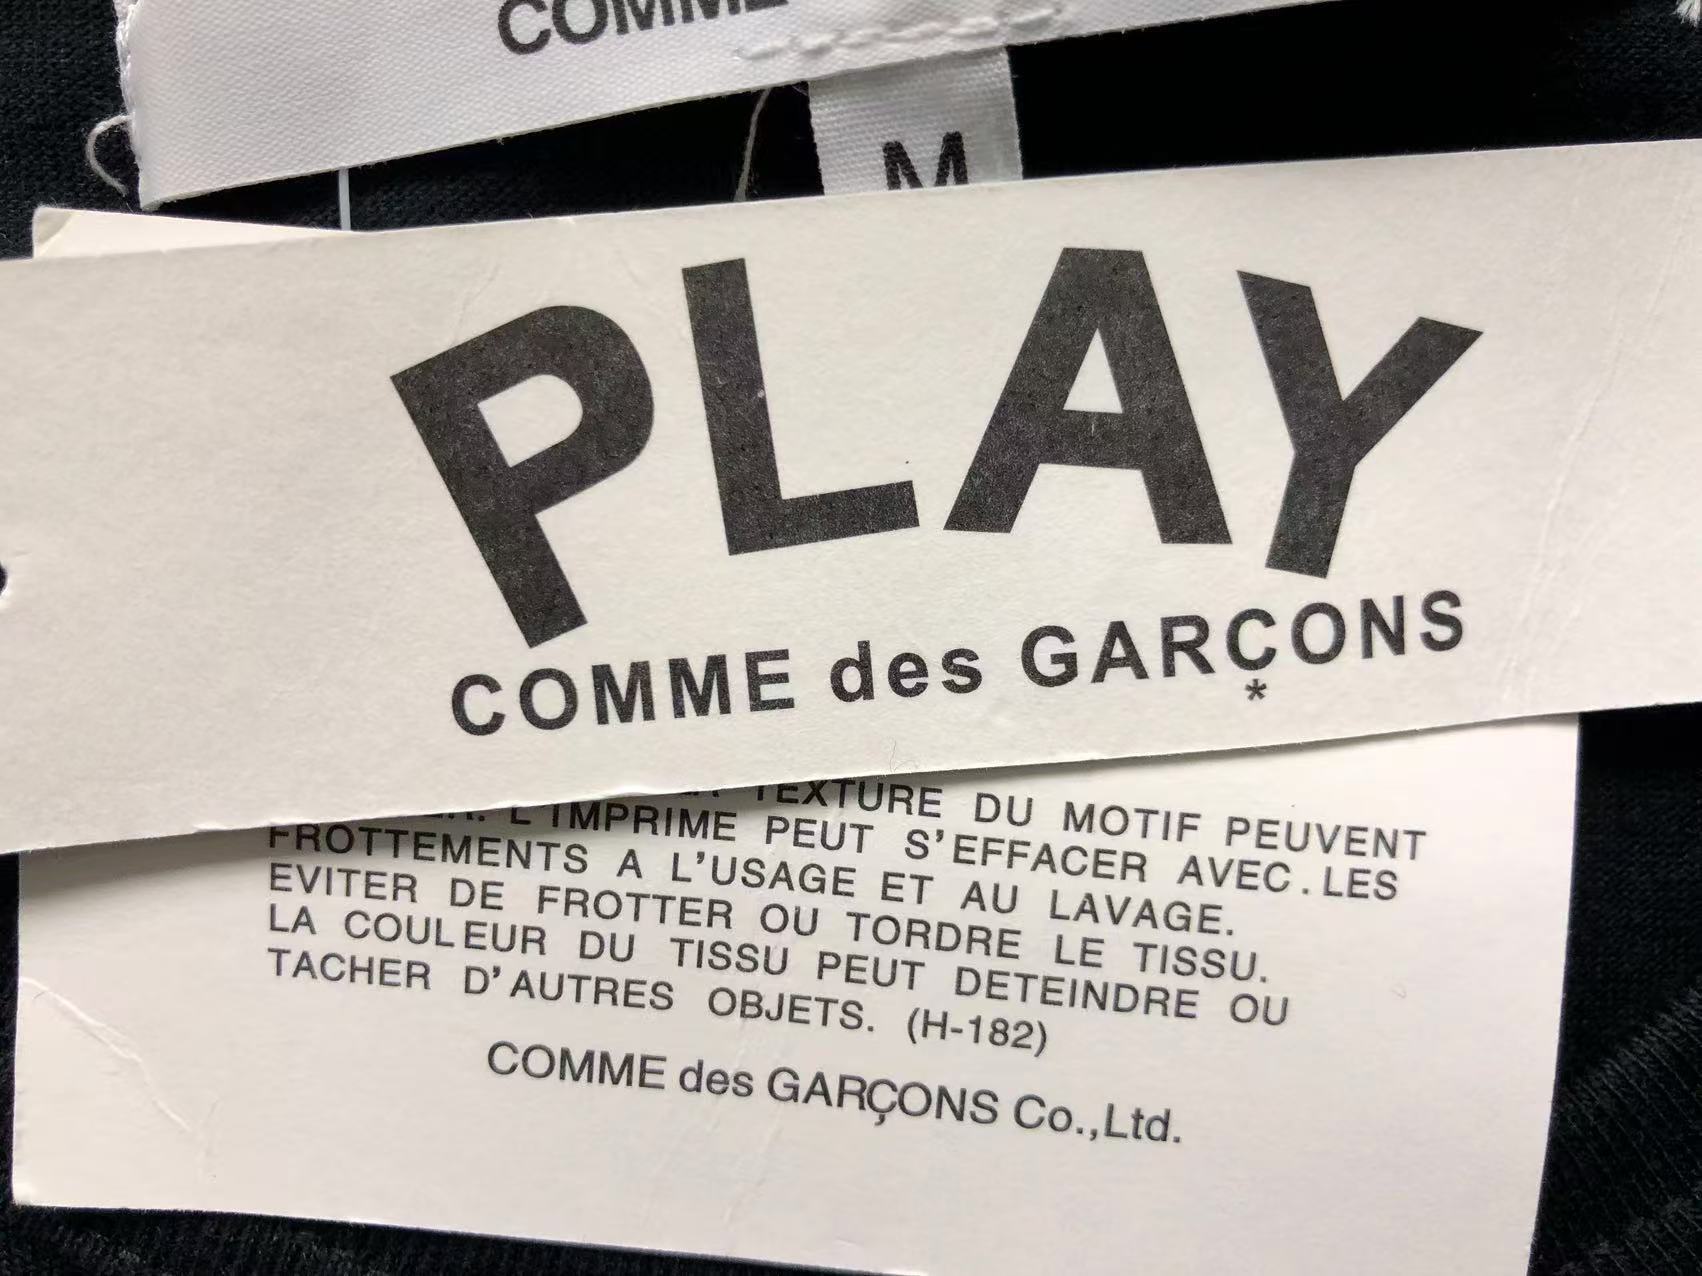 COMME
M
PLAY
COMME des GARÇONS
*
TEXTURE DU MOTIF PEUVENT
L'IMPRIME PEUT S'EFFACER AVEC.LES
FROTTEMENTS A L'USAGE ET AU LAVAGE.
EVITER DE FROTTER OU TORDRE LE TISSU.
LA COULEUR DU TISSU PEUT DETEINDRE OU
TACHER D'AUTRES OBJETS. (H-182)
COMME des GARÇONS Co.,Ltd.